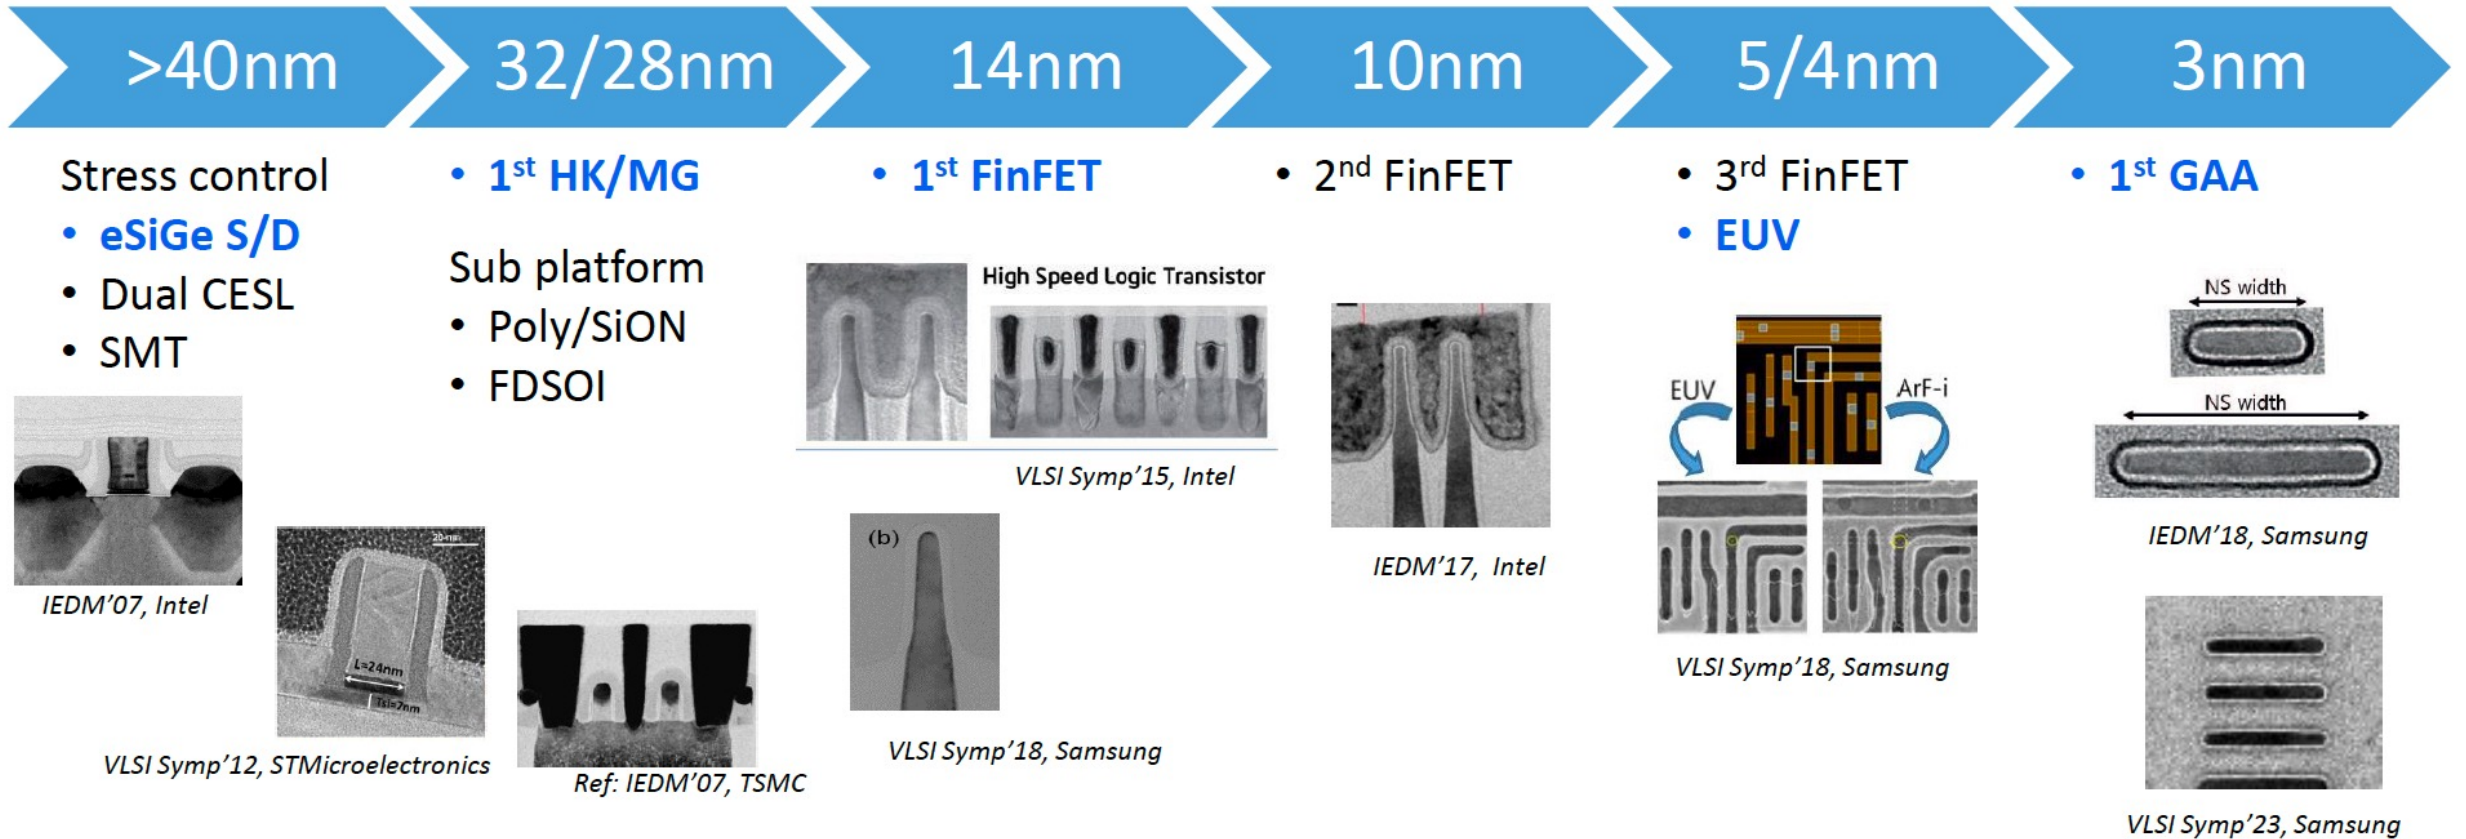 >40nm
32/28nm
14nm
10nm
5/4nm
3nm
Stress control
• eSiGe S/D
• Dual CESL
• SMT
IEDM'07, Intel
20 nm
L=24nm
Tsi=7nm
VLSI Symp'12, STMicroelectronics
• 1st HK/MG
Sub platform
• Poly/SiON
• FDSOI
Ref: IEDM'07, TSMC
• 1st FinFET
High Speed Logic Transistor
VLSI Symp'15, Intel
(b)
VLSI Symp'18, Samsung
• 2nd FinFET
IEDM'17, Intel
• 3rd FinFET
• EUV
EUV
ArF-i
VLSI Symp'18, Samsung
• 1st GAA
NS width
NS width
IEDM'18, Samsung
VLSI Symp'23, Samsung